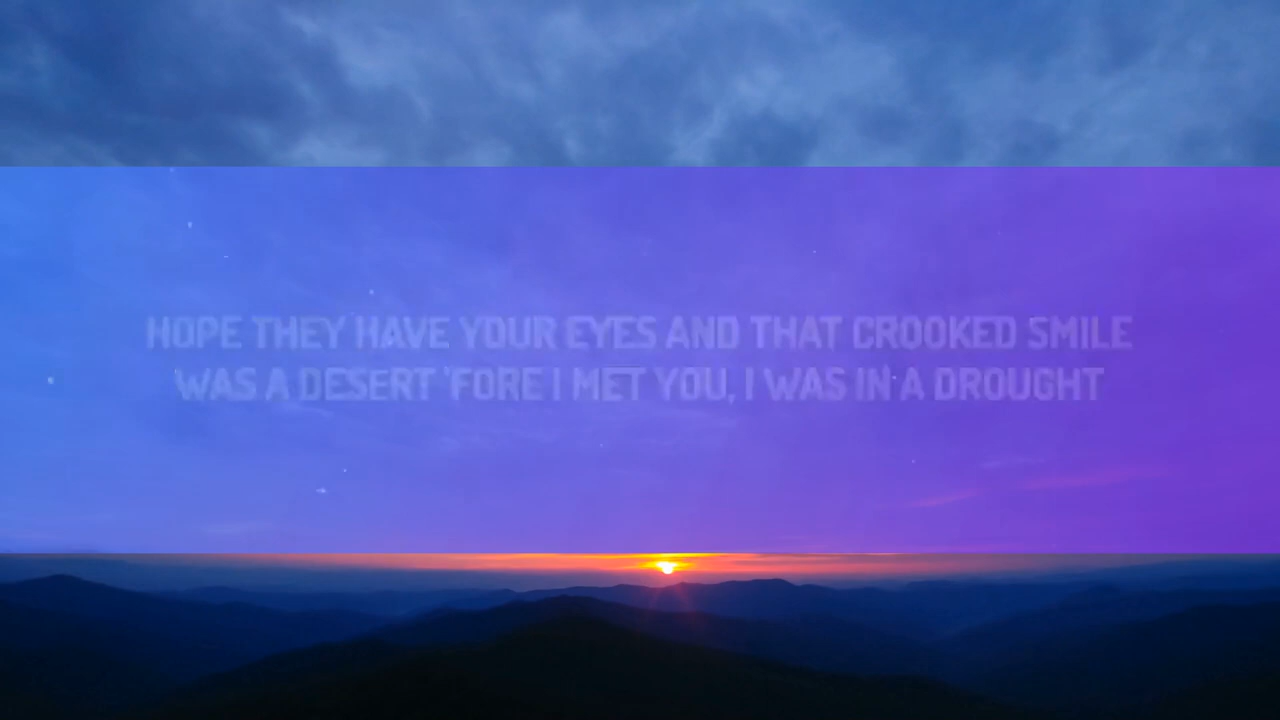 HOPE THEY HAVE YOUR EYES AND THAT CROOKED SMILE
WAS A DESERT 'FORE I MET YOU, I WAS IN A DROUGHT